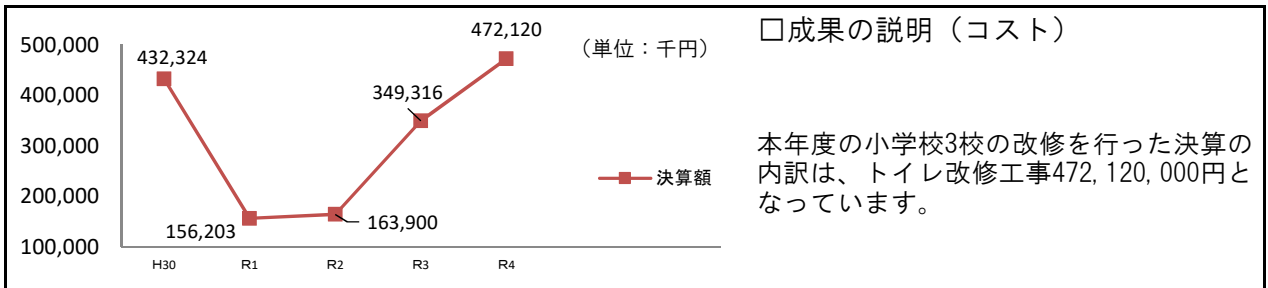 500,000
400,000
300,000
200,000
100,000
432,324
156,203
163,900
349,316
472,120
(単位:千円)
決算額
H30
R1
R2
R3
R4
□成果の説明(コスト)
本年度の小学校3校の改修を行った決算の
内訳は、トイレ改修工事472,120,000円と
なっています。